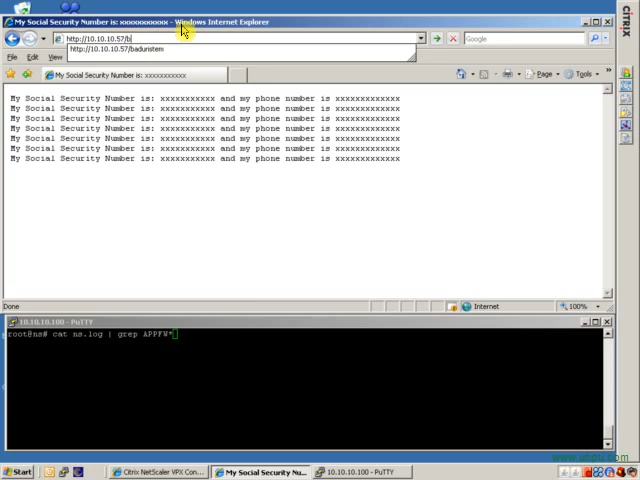 My Social Security Number is: xxxxxxxxxxx - Windows Internet Explorer
http://10.10.10.57/b
Google
http://10.10.10.57/baduristem
File Edit View
My Social Security Number is: xxxxxxxxxxx
Page Tools
My Social Security Number is: xxxxxxxxxxx and my phone number is xxxxxxxxxxxxx
My Social Security Number is: xxxxxxxxxxx and my phone number is xxxxxxxxxxxxx
My Social Security Number is: xxxxxxxxxxx and my phone number is xxxxxxxxxxxxx
My Social Security Number is: xxxxxxxxxxx and my phone number is xxxxxxxxxxxxx
My Social Security Number is: xxxxxxxxxxx and my phone number is xxxxxxxxxxxxx
My Social Security Number is: xxxxxxxxxxx and my phone number is xxxxxxxxxxxxx
My Social Security Number is: xxxxxxxxxxx and my phone number is xxxxxxxxxxxxx
Done
Internet
100%
10.10.10.100 - PuTTY
root@ns# cat ns.log | grep APPFW*
Start
Citrix NetScaler VPX Con...
My Social Security Nu...
10.10.10.100 - PuTTY
CITRIX